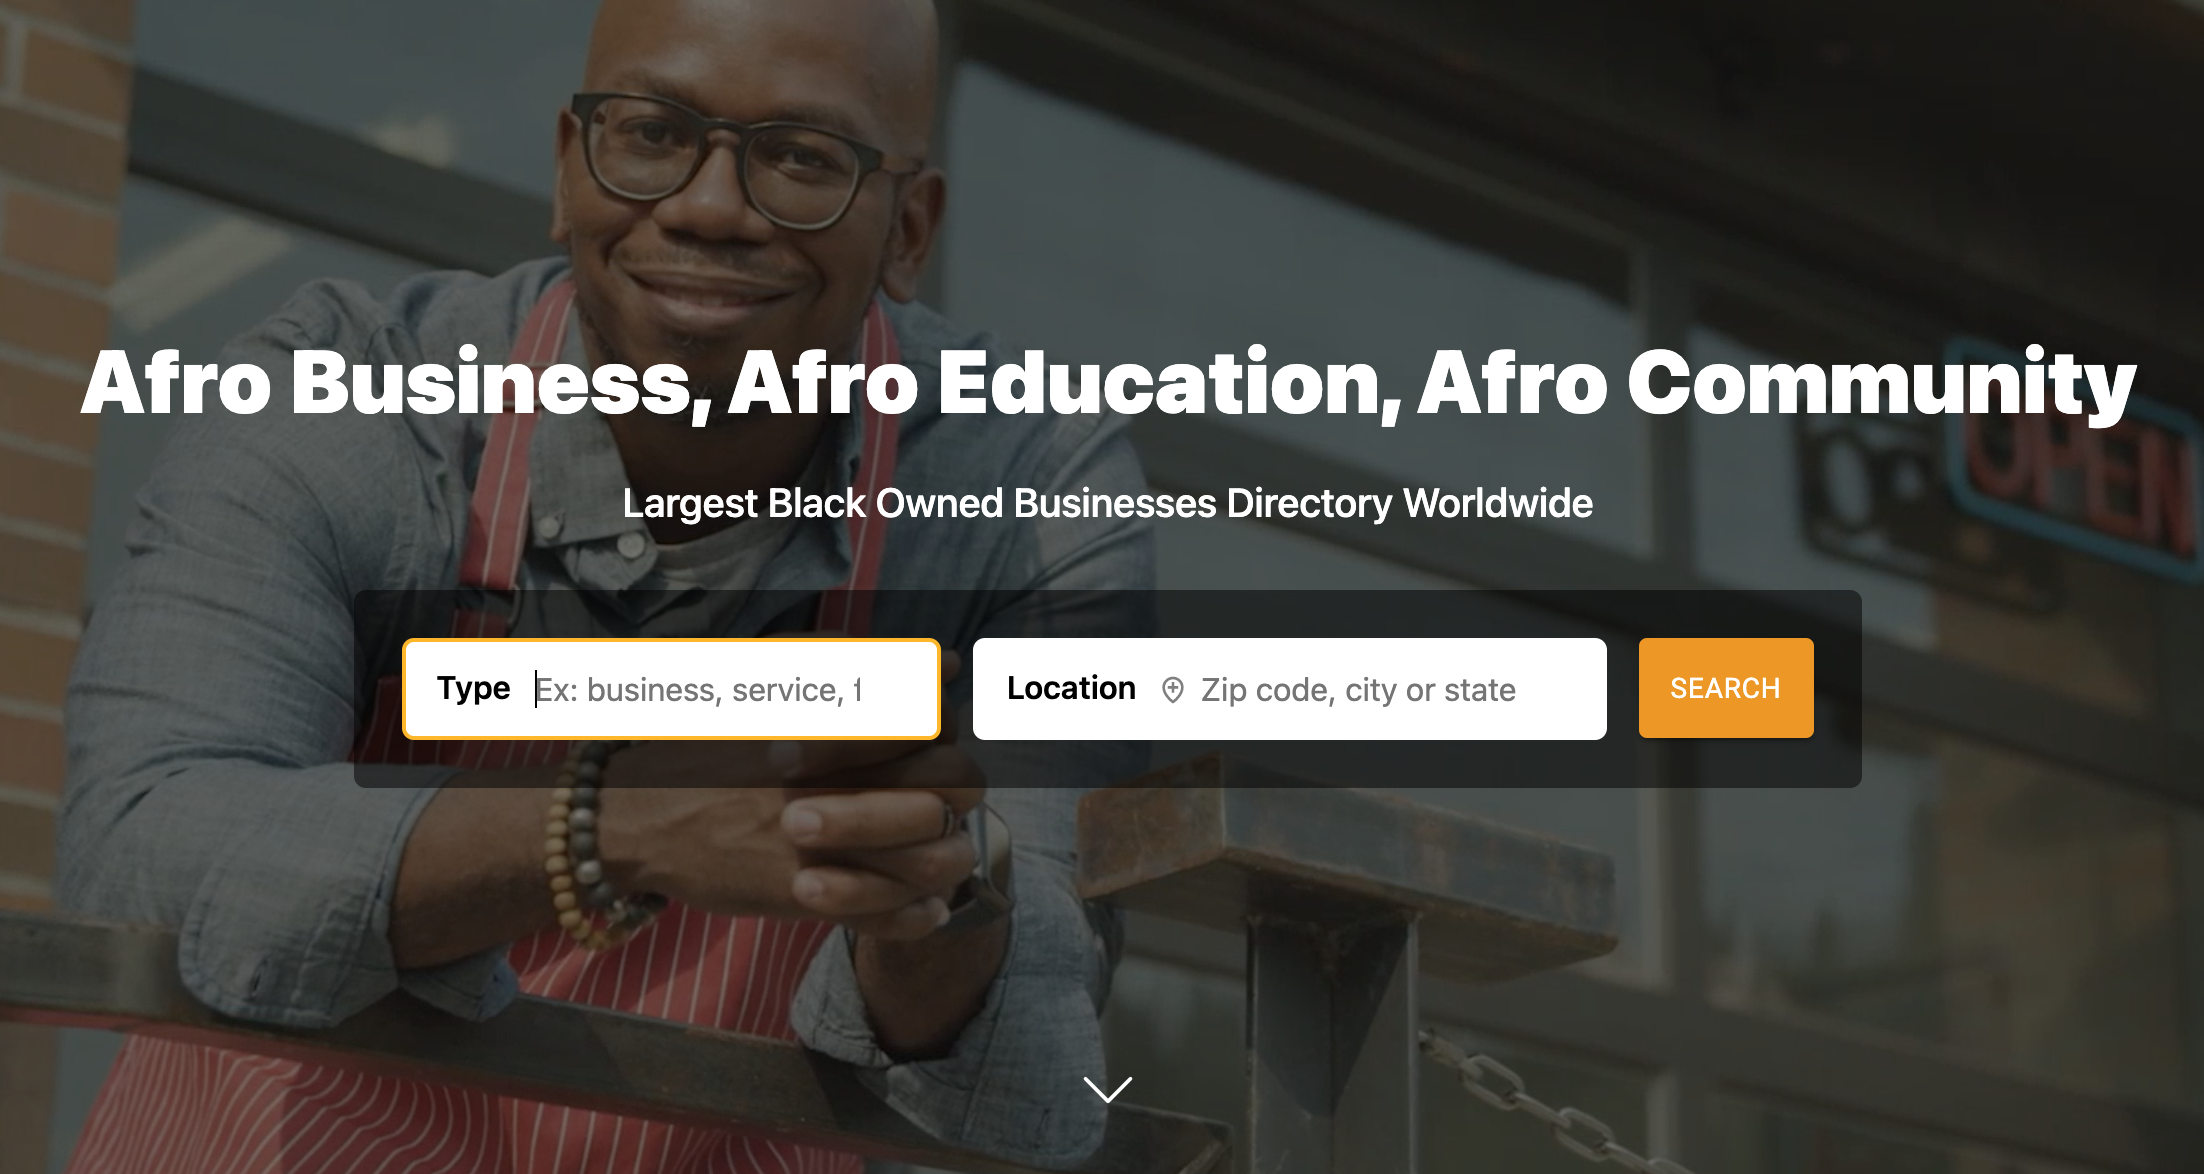 Afro Business, Afro Education, Afro Community
Largest Black Owned Businesses Directory Worldwide
Type Ex: business, service, f
Location Zip code, city or state
SEARCH
OPEN